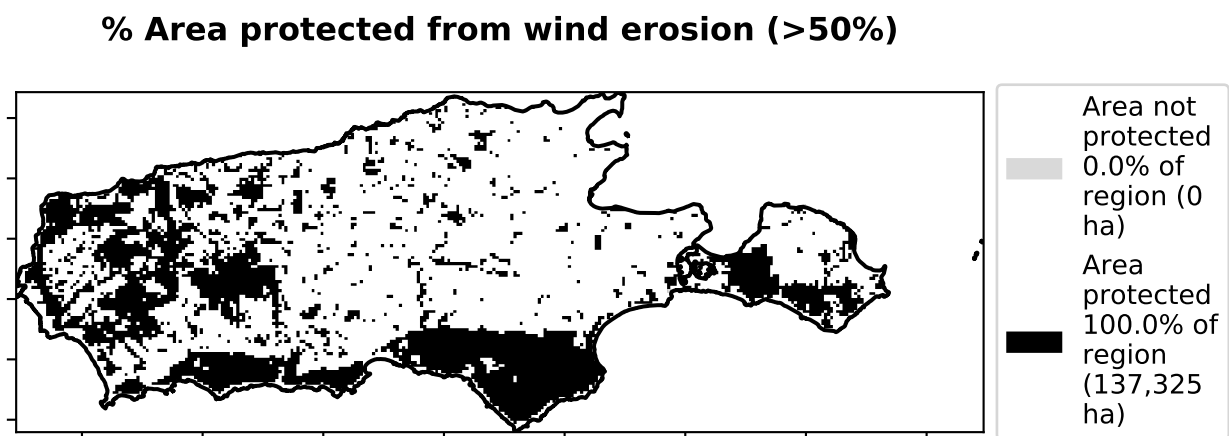 % Area protected from wind erosion (>50%)
Area not
protected
0.0% of
region (0
ha)
Area
protected
100.0% of
region
(137,325
ha)